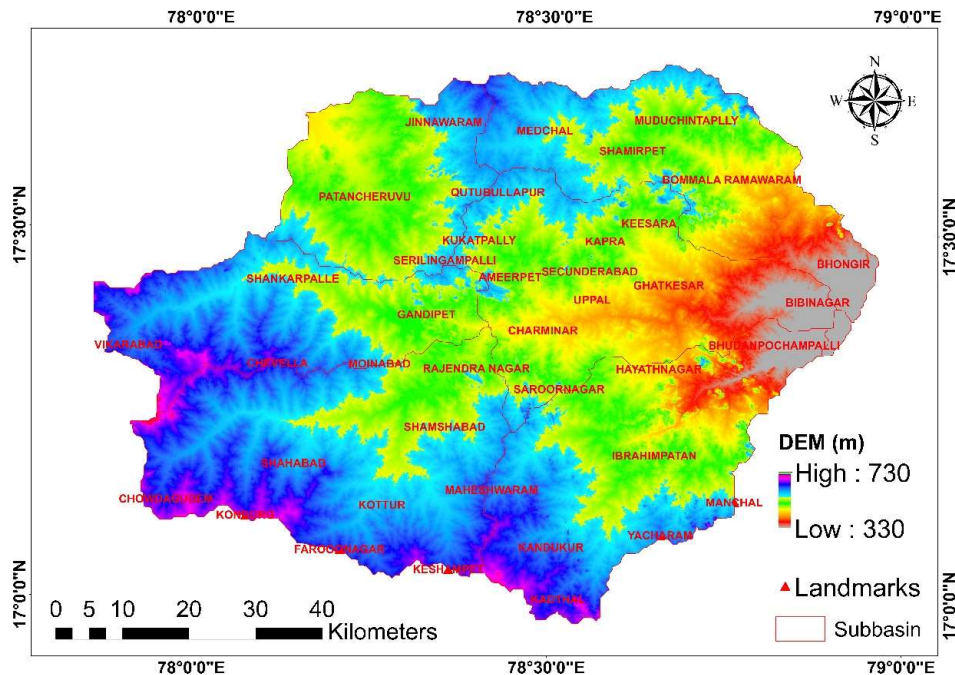 78°0'0"E 78°30'0"E 79°0'0"E
N
W E
S
JINNAWARAM
MEDCHAL
MUDUCHINTAPLLY
SHAMIRPET
BOMMALA RAMAWARAM
PATANCHERUVU
QUTUBULLAPUR
KEESARA
17°30'0"N
17°30'0"N
KUKATPALLY
KAPRA
SERILINGAMPALLI
BHONGIR
SHANKARPALLE
AMEERPET
SECUNDERABAD
GHATKESAR
UPPAL
BIBINAGAR
GANDIPET
CHARMINAR
VIKARABAD
BHUDANPOCHAMPALLI
CHEVELLA
MOINABAD
RAJENDRA NAGAR
HAYATHNAGAR
SAROORNAGAR
SHAMSHABAD
DEM (m)
IBRAHIMPATAN
SHAHABAD
High : 730
MAHESHWARAM
KOTTUR
MANCHAL
Low : 330
YACHARAM
FAROOQNAGAR
KANDUKUR
KESHAMPET
Landmarks
17°0'0"N
17°0'0"N
0 5 10 20 30 40
Kilometers
Subbasin
78°0'0"E 78°30'0"E 79°0'0"E